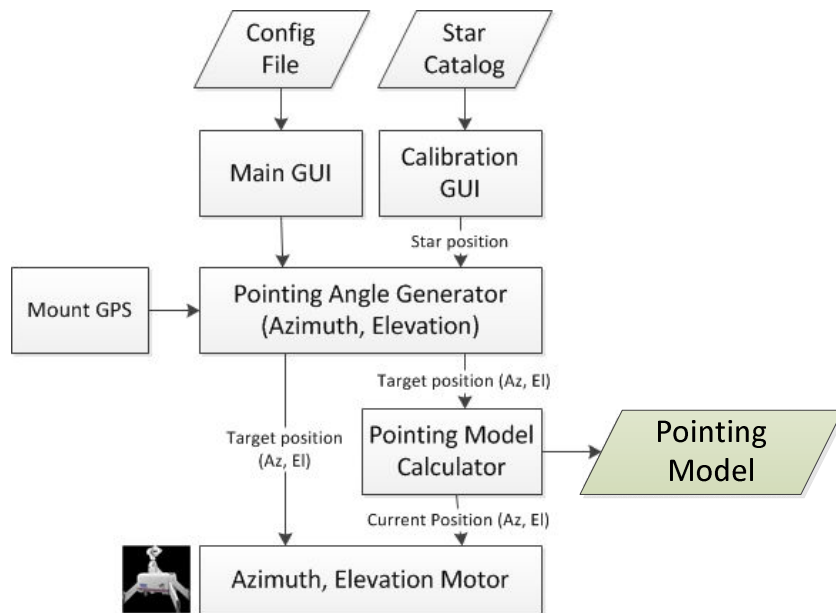 Config
File
Star
Catalog
Main GUI
Calibration
GUI
Star position
Mount GPS
Pointing Angle Generator
(Azimuth, Elevation)
Target position (Az, El)
Target position
(Az, El)
Pointing Model
Calculator
Pointing
Model
Current Position (Az, El)
Azimuth, Elevation Motor